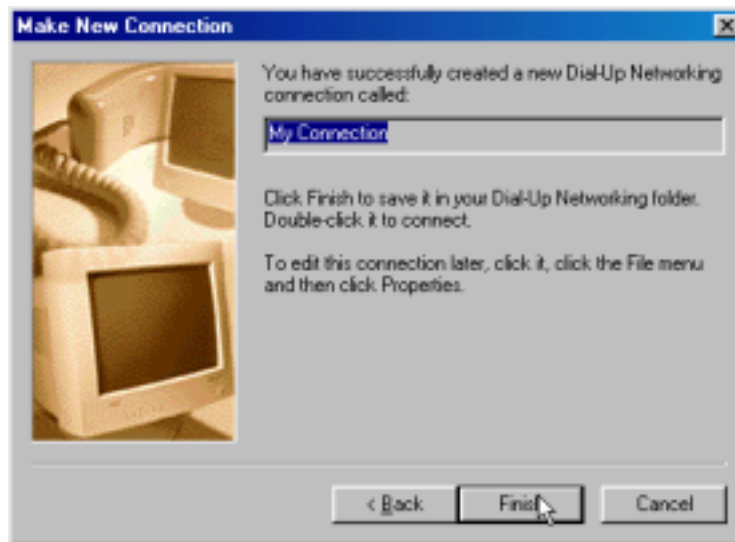 Make New Connection
You have successfully created a new Dial-Up Networking
connection called:
My Connection
Click Finish to save it in your Dial-Up Networking folder.
Double-click it to connect.
To edit this connection later, click it, click the File menu
and then click Properties.
< Back
Finish
Cancel